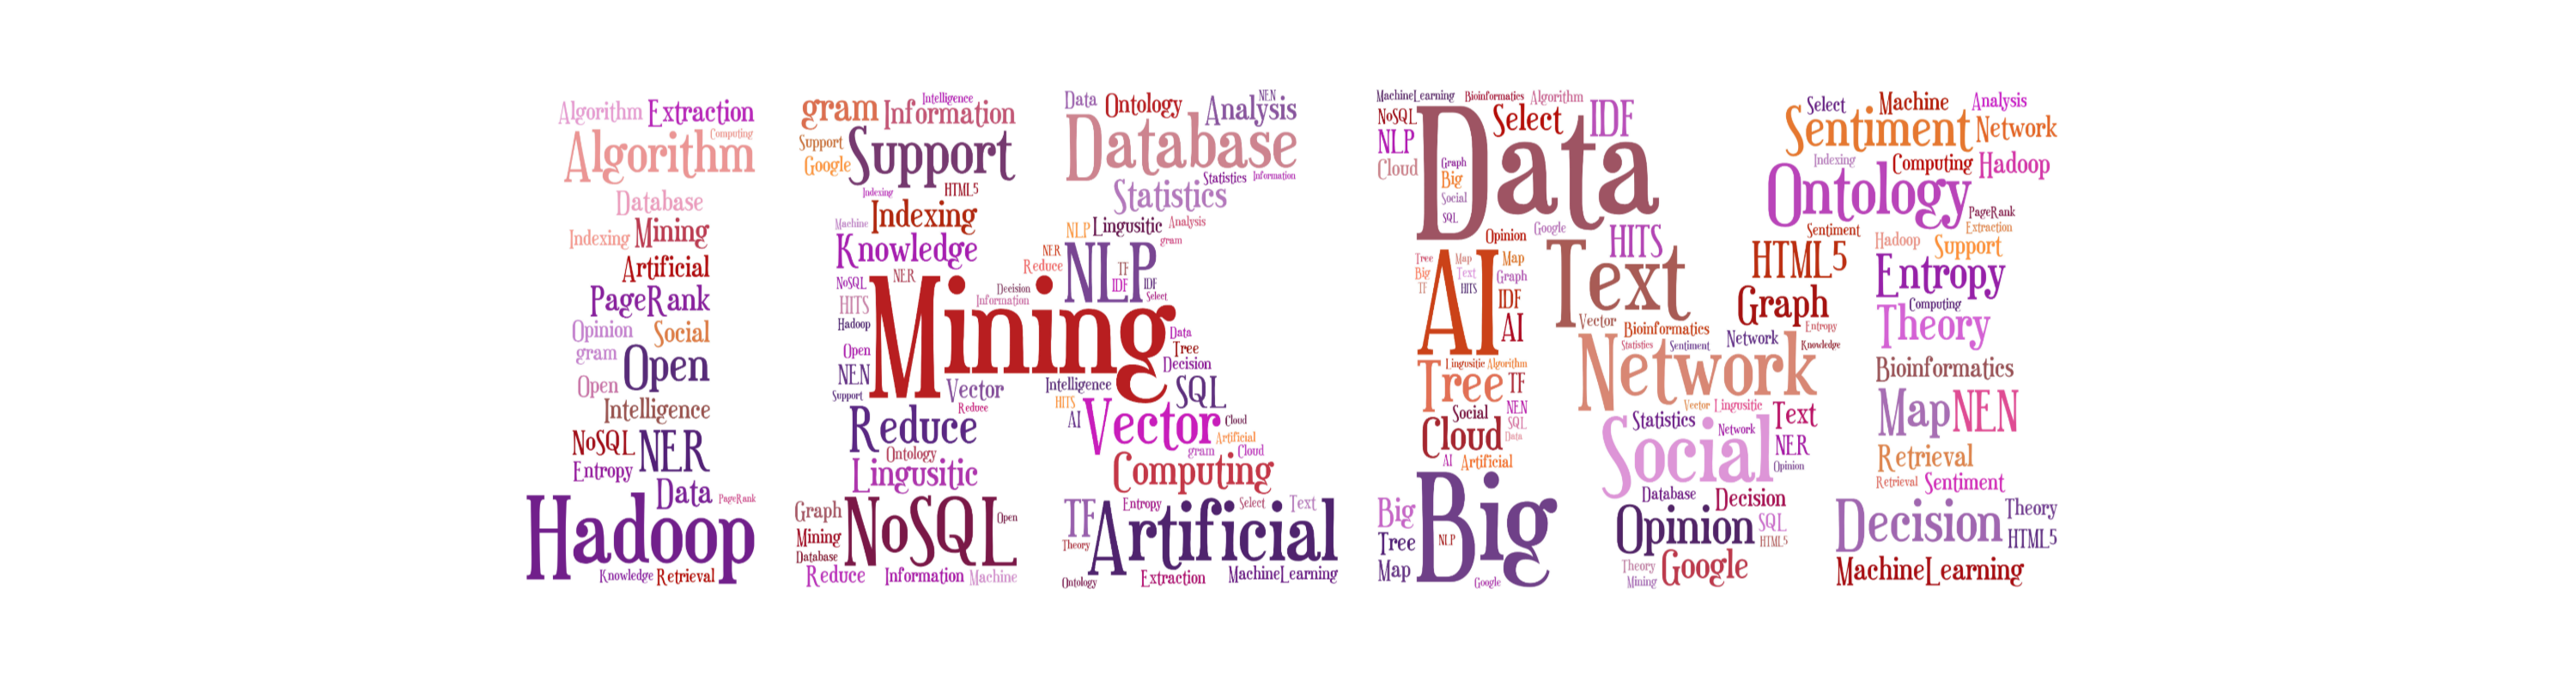 Algorithm Extraction
Algorithm Computing
Database
Indexing Mining
Artificial
PageRank
Opinion Social
gram Open
Open
Intelligence
NoSQL NER
Entropy
Data PageRank
Hadoop
Knowledge Retrieval
gram Information Intelligence
Support Support
Google
Indexing HTML5
Machine Indexing
Knowledge
NER
NoSQL Mining
HITS
Hadoop
Decision
Information
Open
NEN Vector
Support Reduce
Reduce
Ontology
Lingusitic
Graph NoSQL Open
Mining
Database
Reduce Information Machine
Data Ontology Analysis NEN
Database
Statistics Information
Statistics
NLP Lingusitic Analysis
gram
NER NLP
Reduce
TF
IDF IDF
Select
Data
Tree
Decision
Intelligence SQL
HITS
AI Vector Cloud
Artificial
gram Cloud
Computing
TF Entropy Select Text
Theory Artificial
Ontology Extraction MachineLearning
MachineLearning Bioinformatics Algorithm
NoSQL Data Select IDF
NLP
Cloud Graph
Big
Social
SQL
Opinion Google HITS
Tree Map Map
Big Text Graph
TF HITS
AI IDF
AI
Text
Vector Bioinformatics
Statistics Sentiment Network Knowledge
Entropy
Lingusitic Algorithm
Tree TF
Network
Social NEN
Cloud SQL
Data
AI Artificial
Vector Lingusitic
Statistics Text
Network
Social NER
Opinion
Big Big
Tree NLP
Map Google
Database Decision
Opinion SQL
HTML5
Theory Google
Mining
Select Machine Analysis
Sentiment Network
Indexing Computing Hadoop
Ontology PageRank
Extraction
Sentiment
Hadoop Support
HTML5
Entropy
Graph Computing
Theory
Bioinformatics
Map NEN
Retrieval
Retrieval Sentiment
Decision Theory
HTML5
MachineLearning